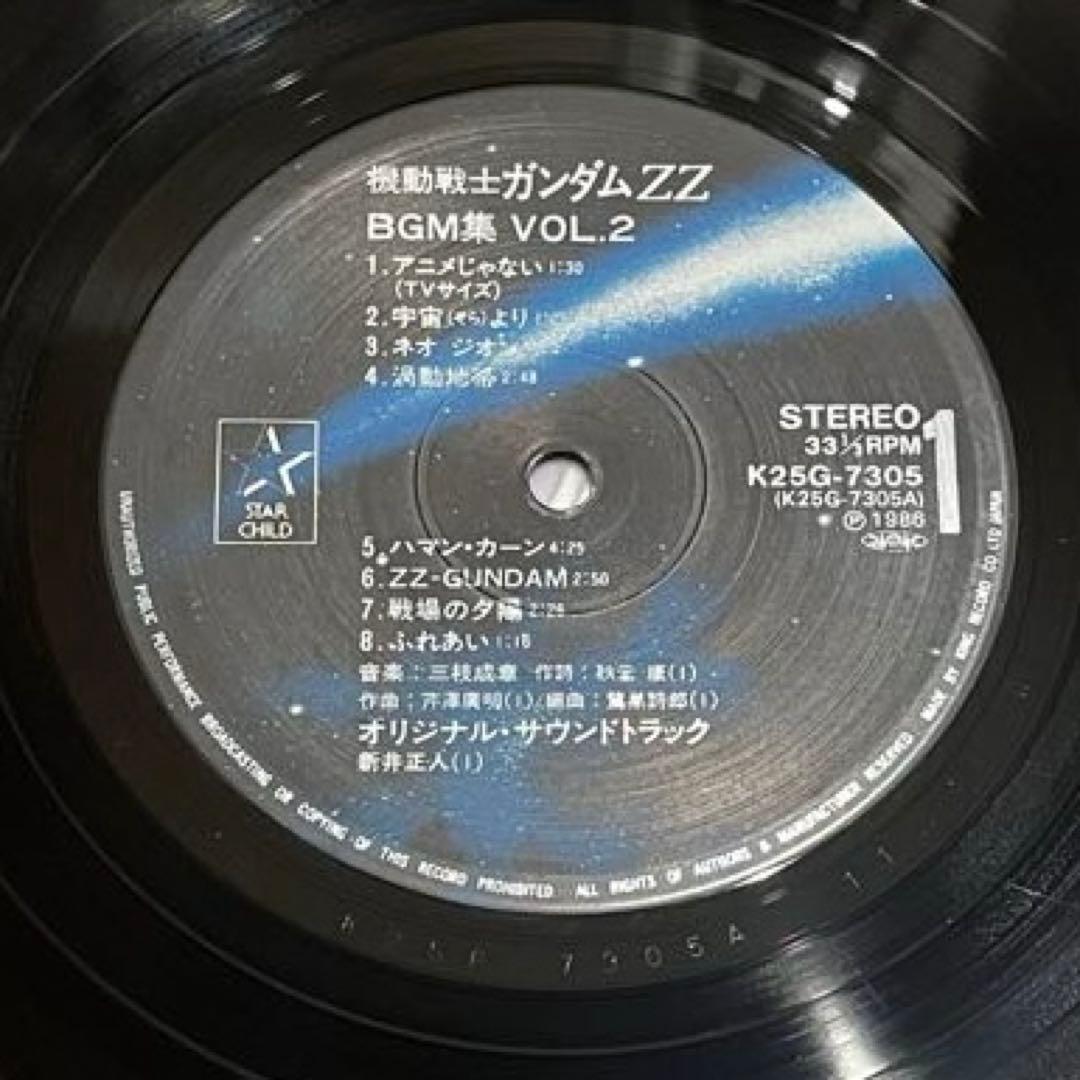 機動戦士ガンダムZZ
BGM集 VOL.2
1.アニメじゃない 1:30
(TVサイズ)
2.宇宙(そら)より
3.ネオ ジオン
4.渦動地帯 2:48
STAR
CHILD
STEREO
33⅓RPM
K25G-7305
(K25G-7305A)
Ⓟ1986
1
5.ハマン・カーン 4:25
6.ZZ-GUNDAM 2:50
7.戦場の夕陽 2:26
8.ふれあい 1:15
音楽:三枝成章 作詩:秋元 康(1)
作曲:芹澤廣明(1)/編曲:鷺巣詩郎(1)
オリジナル・サウンドトラック
新井正人(1)
UNAUTHORIZED PUBLIC PERFORMANCE BROADCASTING OR COPYING OF THIS RECORD PROHIBITED ALL RIGHTS OF AUTHORS & MANUFACTURER RESERVED MADE BY KING RECORD CO.,LTD JAPAN
7305A 11